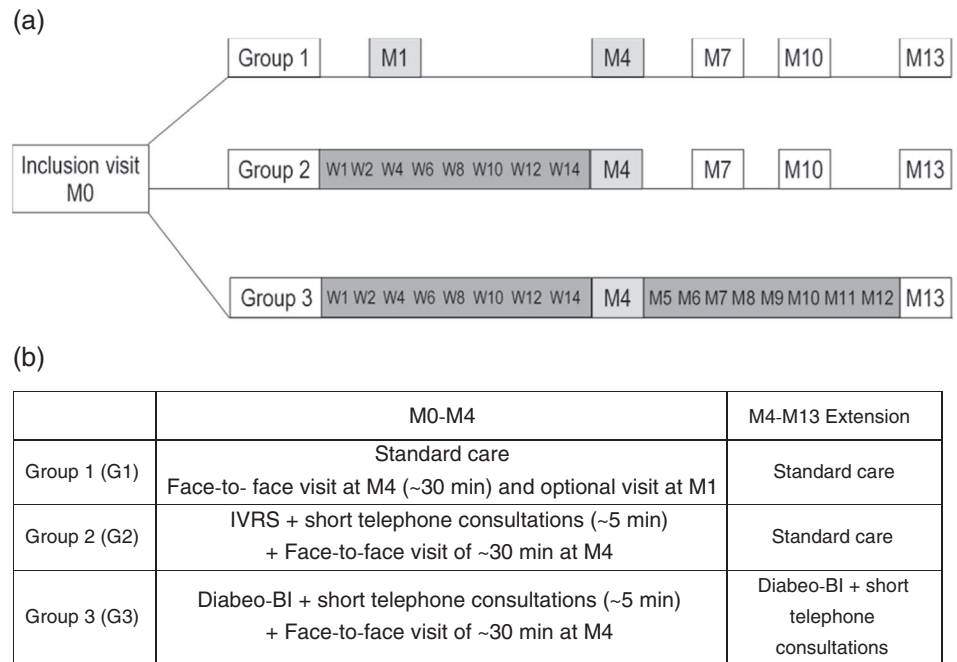 (a)
Group 1 M1 M4 M7 M10 M13
Inclusion visit
M0
Group 2 W1 W2 W4 W6 W8 W10 W12 W14 M4 M7 M10 M13
Group 3 W1 W2 W4 W6 W8 W10 W12 W14 M4 M5 M6 M7 M8 M9 M10 M11 M12 M13
(b)
M0-M4 M4-M13 Extension
Group 1 (G1)
Standard care
Face-to- face visit at M4 (~30 min) and optional visit at M1
Standard care
Group 2 (G2)
IVRS + short telephone consultations (~5 min)
+ Face-to-face visit of ~30 min at M4
Standard care
Group 3 (G3)
Diabeo-BI + short telephone consultations (~5 min)
+ Face-to-face visit of ~30 min at M4
Diabeo-BI + short
telephone
consultations